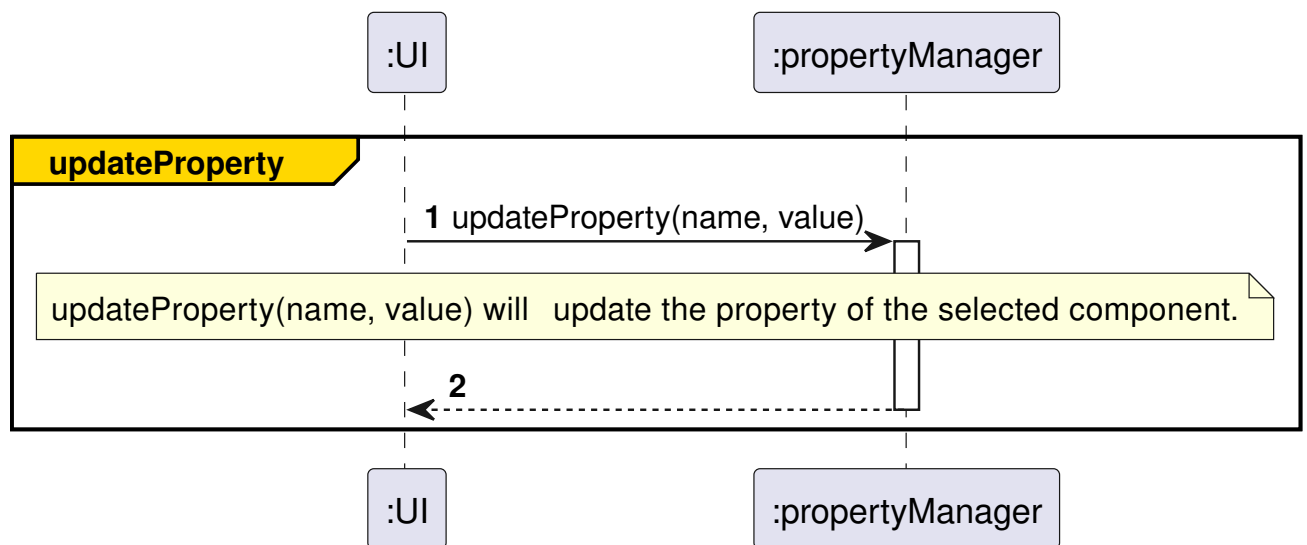 :UI :propertyManager
updateProperty
1 updateProperty(name, value)
updateProperty(name, value) will  update the property of the selected component.
2
:UI :propertyManager